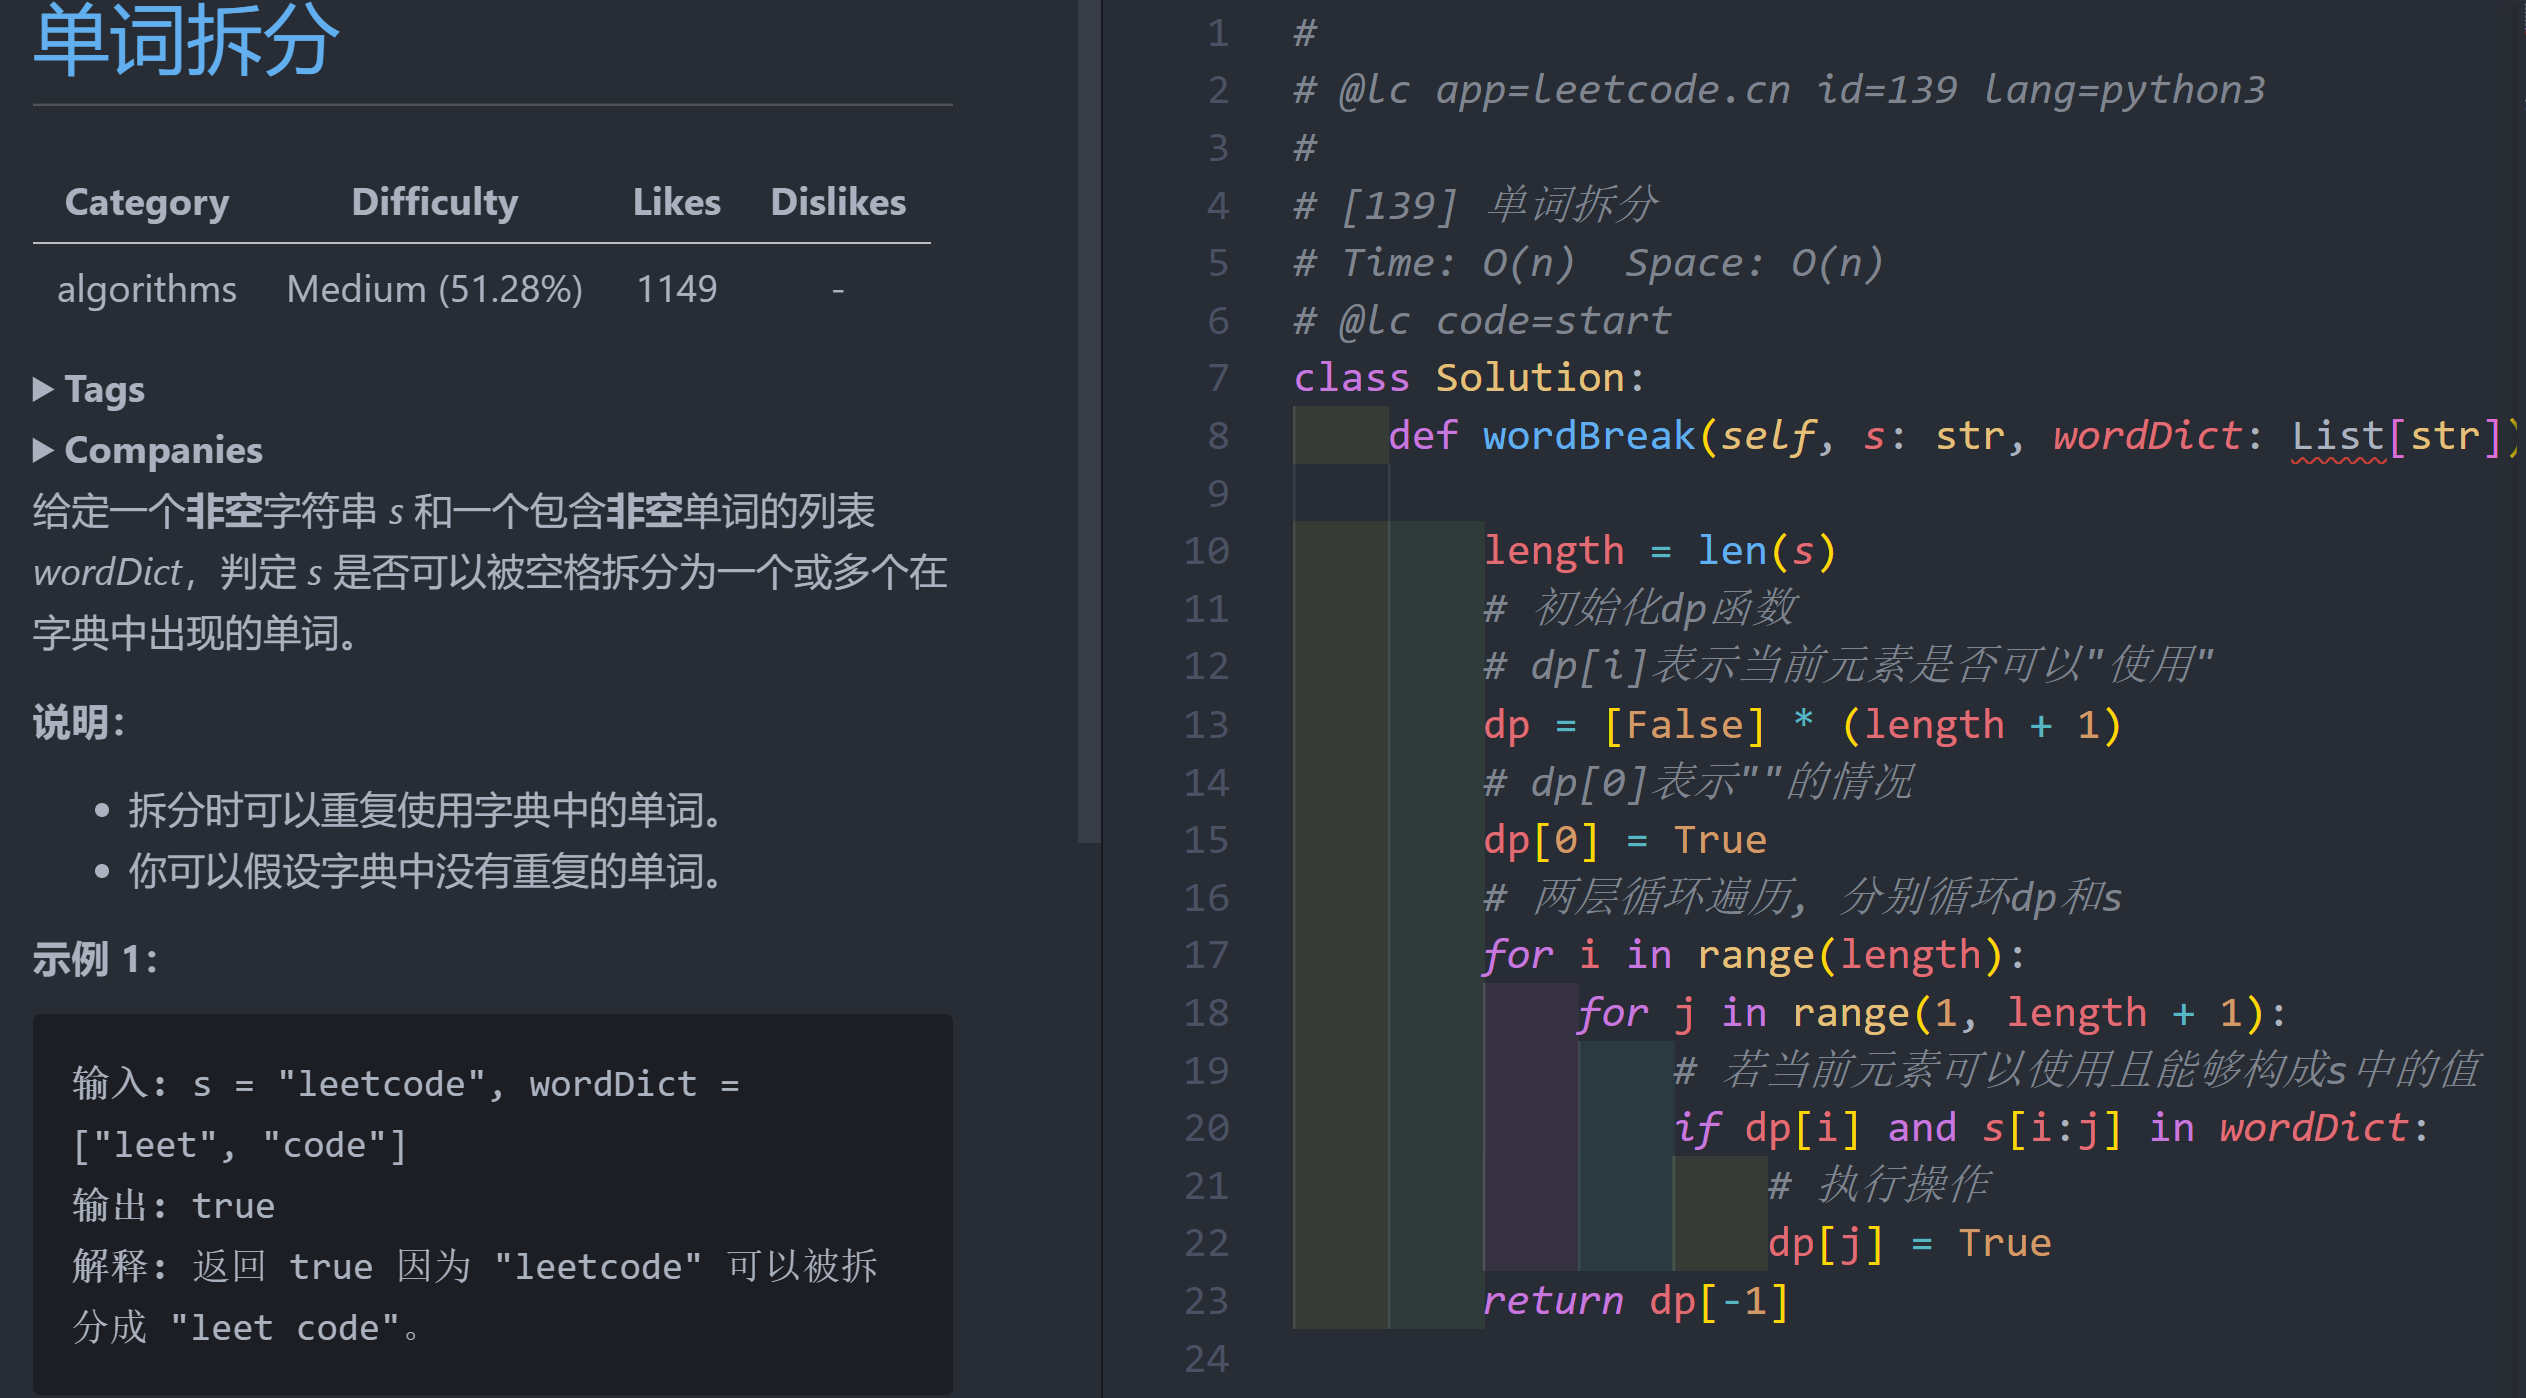 单词拆分
Category Difficulty Likes Dislikes
algorithms Medium (51.28%) 1149 -
▶ Tags
▶ Companies
给定一个非空字符串 s 和一个包含非空单词的列表
wordDict，判定 s 是否可以被空格拆分为一个或多个在
字典中出现的单词。
说明：
• 拆分时可以重复使用字典中的单词。
• 你可以假设字典中没有重复的单词。
示例 1：
输入: s = "leetcode", wordDict =
["leet", "code"]
输出: true
解释: 返回 true 因为 "leetcode" 可以被拆
分成 "leet code"。
1 #
2 # @lc app=leetcode.cn id=139 lang=python3
3 #
4 # [139] 单词拆分
5 # Time: O(n)  Space: O(n)
6 # @lc code=start
7 class Solution:
8     def wordBreak(self, s: str, wordDict: List[str])
9
10         length = len(s)
11         # 初始化dp函数
12         # dp[i]表示当前元素是否可以"使用"
13         dp = [False] * (length + 1)
14         # dp[0]表示""的情况
15         dp[0] = True
16         # 两层循环遍历, 分别循环dp和s
17         for i in range(length):
18             for j in range(1, length + 1):
19                 # 若当前元素可以使用且能够构成s中的值
20                 if dp[i] and s[i:j] in wordDict:
21                     # 执行操作
22                     dp[j] = True
23         return dp[-1]
24